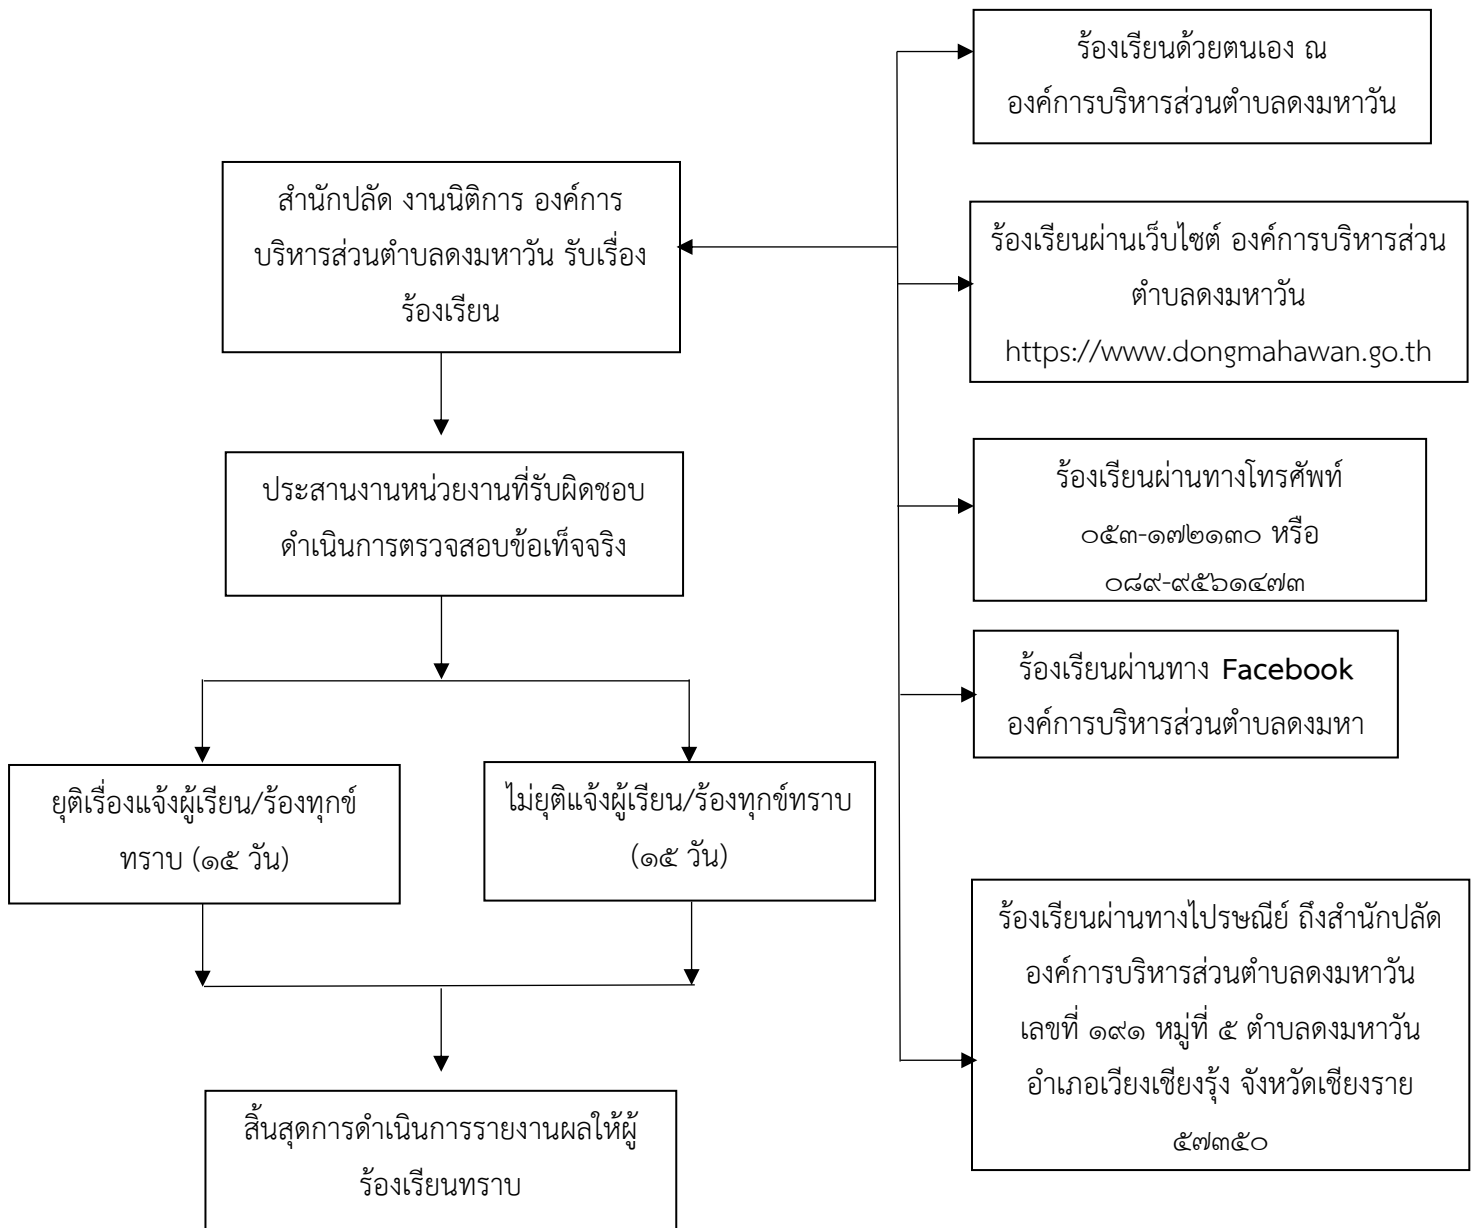 ร้องเรียนด้วยตนเอง ณ
องค์การบริหารส่วนตำบลดงมหาวัน
สำนักปลัด งานนิติการ องค์การ
บริหารส่วนตำบลดงมหาวัน รับเรื่อง
ร้องเรียน
ร้องเรียนผ่านเว็บไซต์ องค์การบริหารส่วน
ตำบลดงมหาวัน
https://www.dongmahawan.go.th
ประสานงานหน่วยงานที่รับผิดชอบ
ดำเนินการตรวจสอบข้อเท็จจริง
ร้องเรียนผ่านทางโทรศัพท์
๐๕๓-๑๗๒๑๓๐ หรือ
๐๘๙-๙๕๖๑๔๗๓
ร้องเรียนผ่านทาง Facebook
องค์การบริหารส่วนตำบลดงมหา
ยุติเรื่องแจ้งผู้เรียน/ร้องทุกข์
ทราบ (๑๕ วัน)
ไม่ยุติแจ้งผู้เรียน/ร้องทุกข์ทราบ
(๑๕ วัน)
ร้องเรียนผ่านทางไปรษณีย์ ถึงสำนักปลัด
องค์การบริหารส่วนตำบลดงมหาวัน
เลขที่ ๑๙๑ หมู่ที่ ๕ ตำบลดงมหาวัน
อำเภอเวียงเชียงรุ้ง จังหวัดเชียงราย
๕๗๓๕๐
สิ้นสุดการดำเนินการรายงานผลให้ผู้
ร้องเรียนทราบ